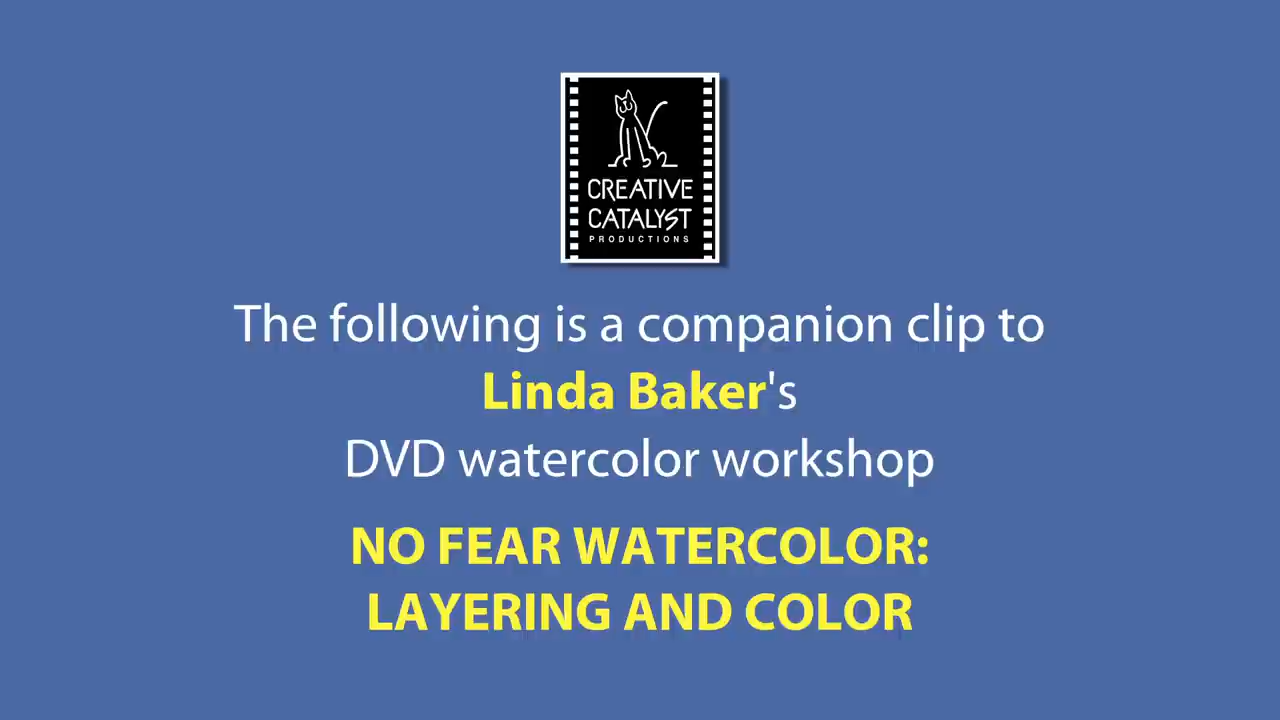 CREATIVE
CATALYST
PRODUCTIONS
The following is a companion clip to
Linda Baker's
DVD watercolor workshop
NO FEAR WATERCOLOR:
LAYERING AND COLOR